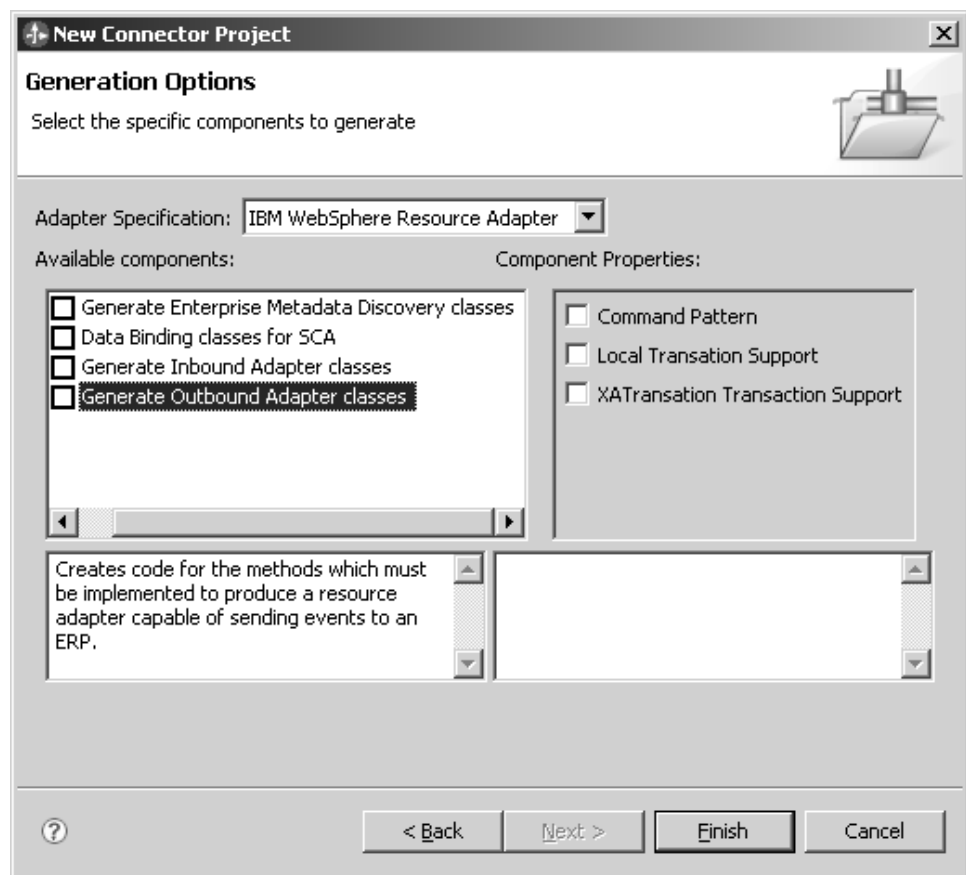 New Connector Project
Generation Options
Select the specific components to generate
Adapter Specification: IBM WebSphere Resource Adapter
Available components:
Component Properties:
Generate Enterprise Metadata Discovery classes
Data Binding classes for SCA
Generate Inbound Adapter classes
Generate Outbound Adapter classes
Command Pattern
Local Transation Support
XATransation Transaction Support
Creates code for the methods which must
be implemented to produce a resource
adapter capable of sending events to an
ERP.
?
< Back
Next >
Finish
Cancel